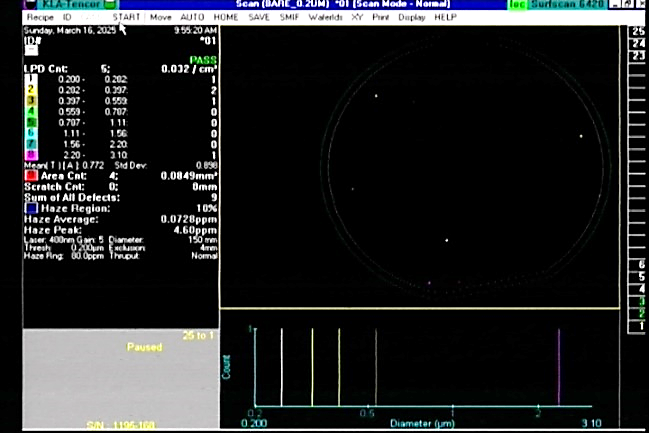 KLA-Tencor
Scan (BARE_0.2UM) *01 (Scan Mode - Normal)
Surfscan 6420
Recipe ID START Move AUTO HOME SAVE SMIF WaferIds XY Print Display HELP
Sunday, March 16, 2025 9:55:20 AM
ID# *01
PASS
LPD Cnt: 5; 0.032 / cm²
1 0.200 - 0.282: 1
2 0.282 - 0.397: 2
3 0.397 - 0.559: 1
4 0.559 - 0.787: 0
5 0.787 - 1.11: 0
6 1.11 - 1.56: 0
7 1.56 - 2.20: 0
8 2.20 - 3.10: 1
Mean( T ) [ A ] :0.772 Std Dev: 0.898
Area Cnt: 4; 0.0849mm²
Scratch Cnt: 0; 0mm
Sum of All Defects: 9
Haze Region: 10%
Haze Average: 0.0728ppm
Haze Peak: 4.60ppm
Gain: 5 Diameter: 150 mm
Thresh: 0.200µm Exclusion: 4mm
Haze Rng: 80.0ppm Thruput: Normal
25 to 1
Paused
25
24
23
6
5
4
3
2
1
Count
1
0.2 0.5 1 2
0.200 Diameter (µm) 3.10